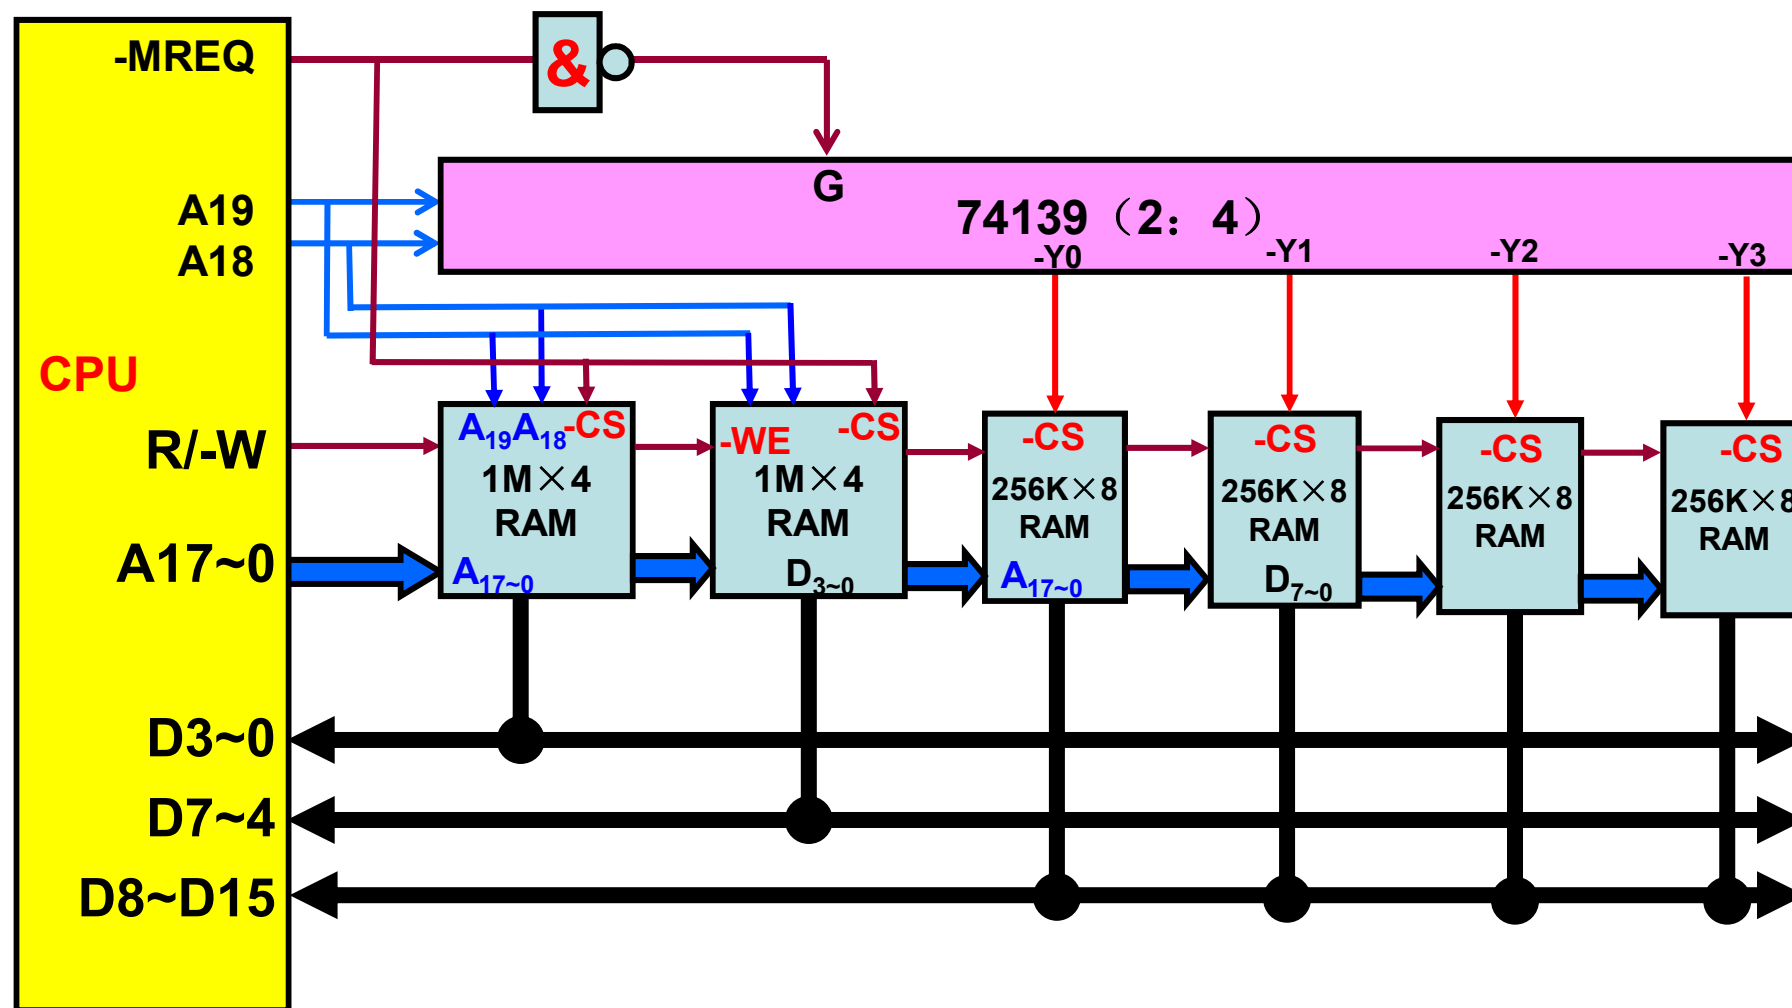 -MREQ
&
G
A19
74139（2：4）
A18
-Y0
-Y1
-Y2
-Y3
CPU
R/-W
A19A18-CS
-WE
-CS
-CS
-CS
-CS
-CS
1M×4
RAM
1M×4
RAM
256K×8
RAM
256K×8
RAM
256K×8
RAM
256K×8
RAM
A17~0
A17~0
D3~0
A17~0
D7~0
D3~0
D7~4
D8~D15